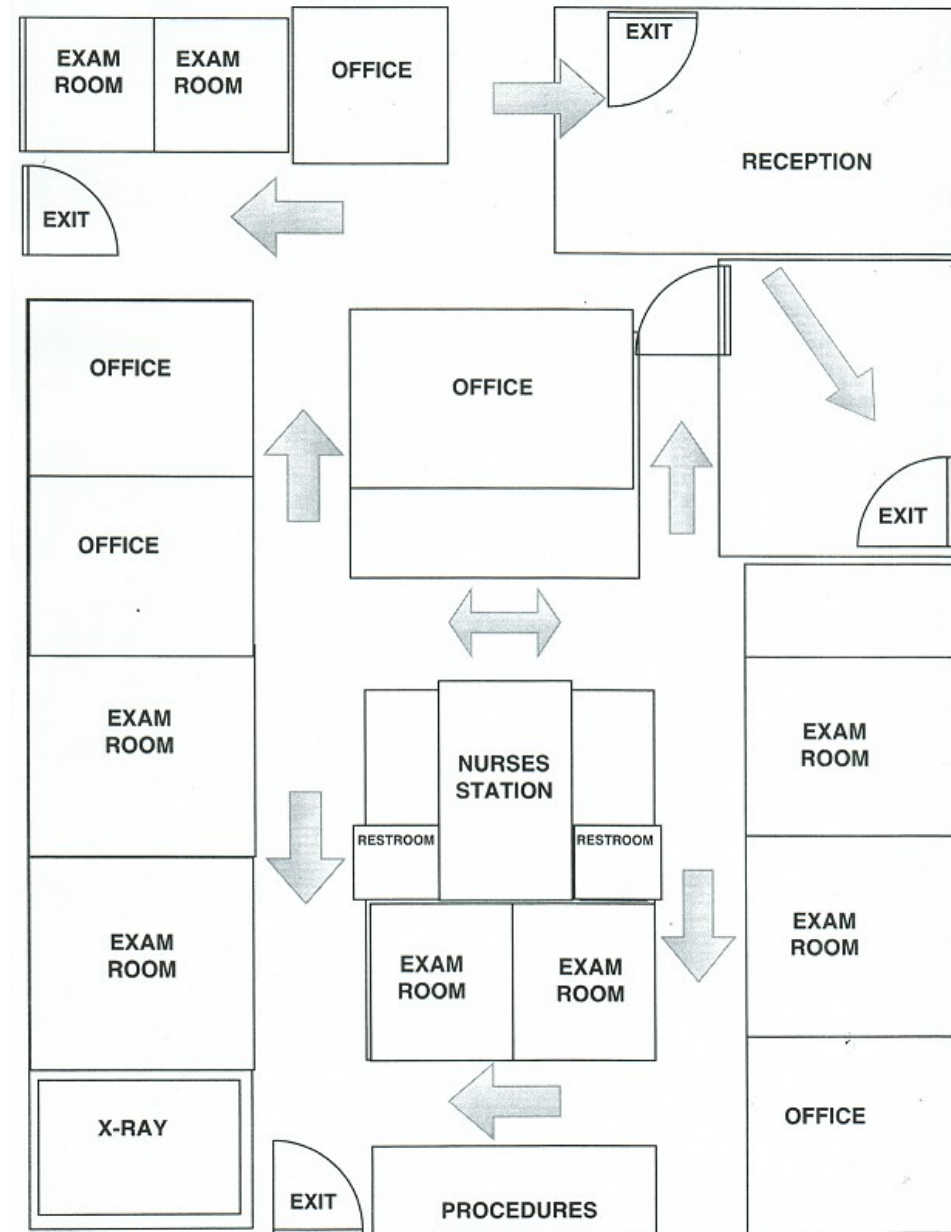 EXAM
ROOM
EXAM
ROOM
OFFICE
EXIT
RECEPTION
EXIT
OFFICE
OFFICE
EXIT
OFFICE
EXAM
ROOM
NURSES
STATION
EXAM
ROOM
RESTROOM
RESTROOM
EXAM
ROOM
EXAM
ROOM
EXAM
ROOM
EXAM
ROOM
X-RAY
OFFICE
EXIT
PROCEDURES